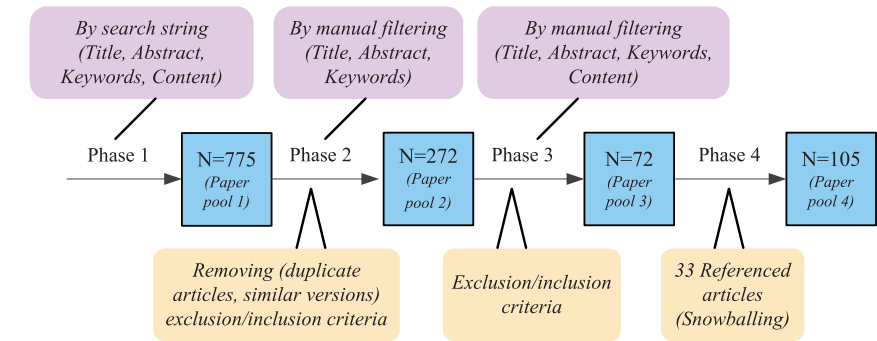 By search string
(Title, Abstract,
Keywords, Content)
By manual filtering
(Title, Abstract,
Keywords)
By manual filtering
(Title, Abstract, Keywords,
Content)
Phase 1
N=775
(Paper
pool 1)
Phase 2
N=272
(Paper
pool 2)
Phase 3
N=72
(Paper
pool 3)
Phase 4
N=105
(Paper
pool 4)
Removing (duplicate
articles, similar versions)
exclusion/inclusion criteria
Exclusion/inclusion
criteria
33 Referenced
articles
(Snowballing)